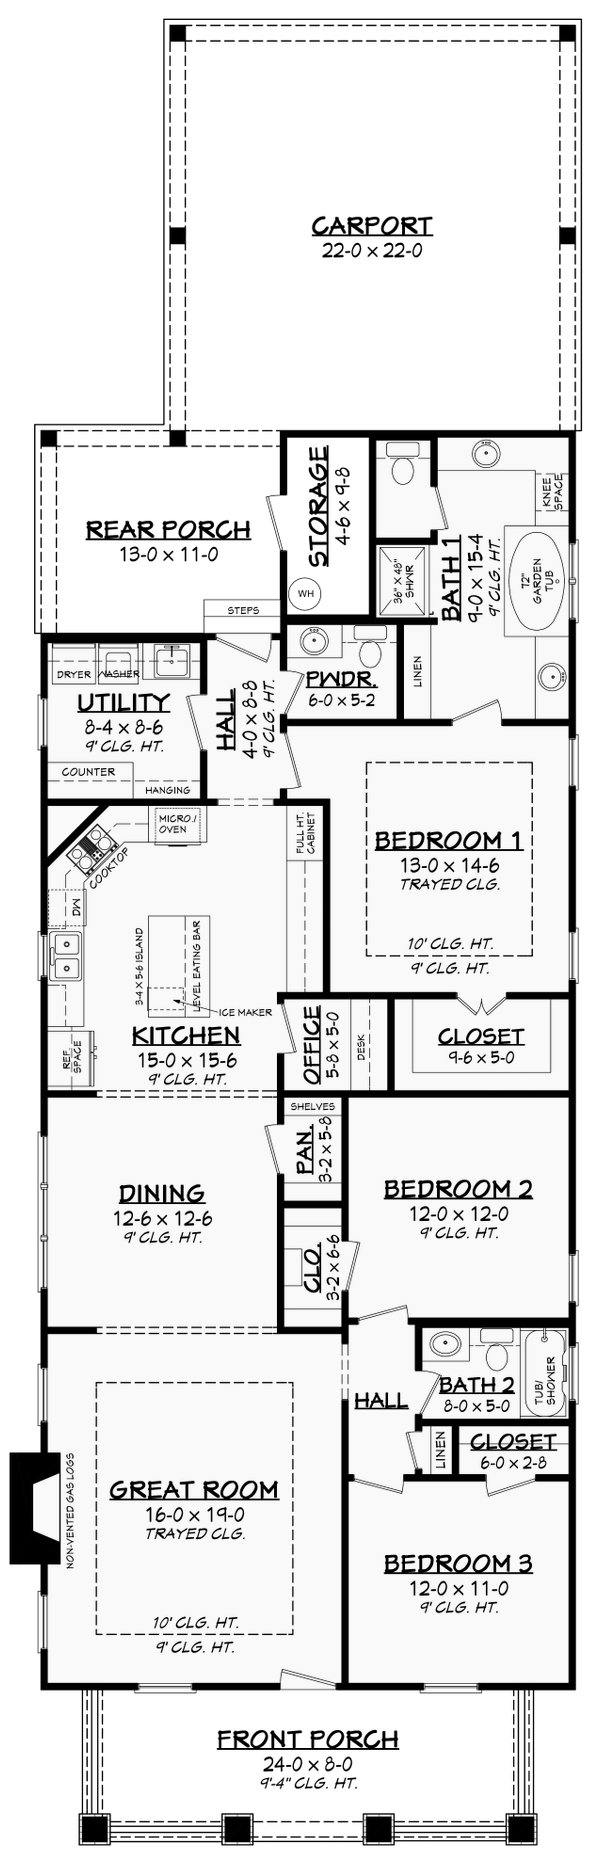 CARPORT
22-0 x 22-0
STORAGE
4-6 x 9-8
WH
REAR PORCH
13-0 x 11-0
STEPS
KNEE
SPACE
BATH 1
9-0 x 15-4
9' CLG. HT.
36" X 48"
SHWR
72"
GARDEN
TUB
LINEN
DRYER
WASHER
UTILITY
8-4 x 8-6
9' CLG. HT.
COUNTER
HANGING
HALL
4-0 x 8-8
9' CLG. HT.
PWDR.
6-0 x 5-2
BEDROOM 1
13-0 x 14-6
TRAYED CLG.
10' CLG. HT.
9' CLG. HT.
MICRO./
OVEN
COOKTOP
FULL HT.
CABINET
DW
3-4 X 5-6 ISLAND
LEVEL EATING BAR
ICE MAKER
KITCHEN
15-0 x 15-6
9' CLG. HT.
REF.
SPACE
OFFICE
5-8 x 5-0
DESK
CLOSET
9-6 x 5-0
SHELVES
PAN.
3-2 x 5-8
DINING
12-6 x 12-6
9' CLG. HT.
BEDROOM 2
12-0 x 12-0
9' CLG. HT.
CLO.
3-2 x 6-6
HALL
BATH 2
8-0 x 5-0
TUB/
SHOWER
LINEN
CLOSET
6-0 x 2-8
NON-VENTED GAS LOGS
GREAT ROOM
16-0 x 19-0
TRAYED CLG.
10' CLG. HT.
9' CLG. HT.
BEDROOM 3
12-0 x 11-0
9' CLG. HT.
FRONT PORCH
24-0 x 8-0
9'-4" CLG. HT.